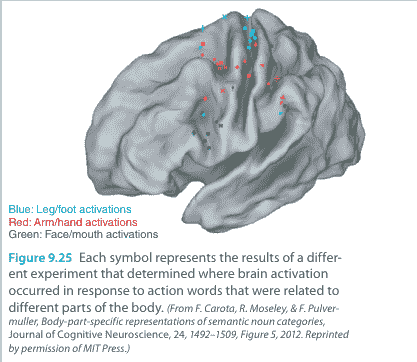 Blue: Leg/foot activations
Red: Arm/hand activations
Green: Face/mouth activations
Figure 9.25 Each symbol represents the results of a differ-
ent experiment that determined where brain activation
occurred in response to action words that were related to
different parts of the body. (From F. Carota, R. Moseley, & F. Pulver-
muller, Body-part-specific representations of semantic noun categories,
Journal of Cognitive Neuroscience, 24, 1492–1509, Figure 5, 2012. Reprinted
by permission of MIT Press.)